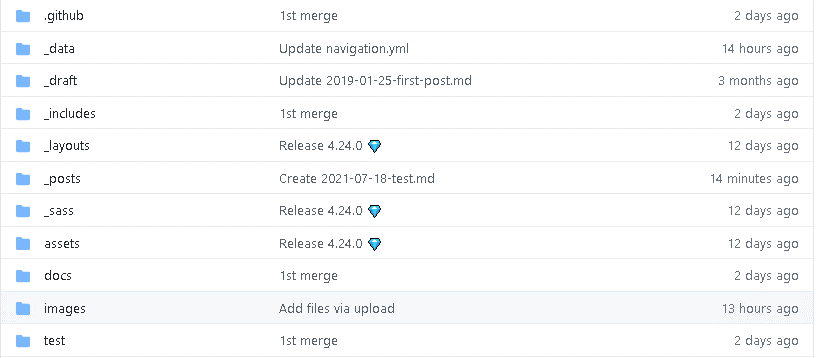 .github 1st merge 2 days ago
_data Update navigation.yml 14 hours ago
_draft Update 2019-01-25-first-post.md 3 months ago
_includes 1st merge 2 days ago
_layouts Release 4.24.0 💎 12 days ago
_posts Create 2021-07-18-test.md 14 minutes ago
_sass Release 4.24.0 💎 12 days ago
assets Release 4.24.0 💎 12 days ago
docs 1st merge 2 days ago
images Add files via upload 13 hours ago
test 1st merge 2 days ago